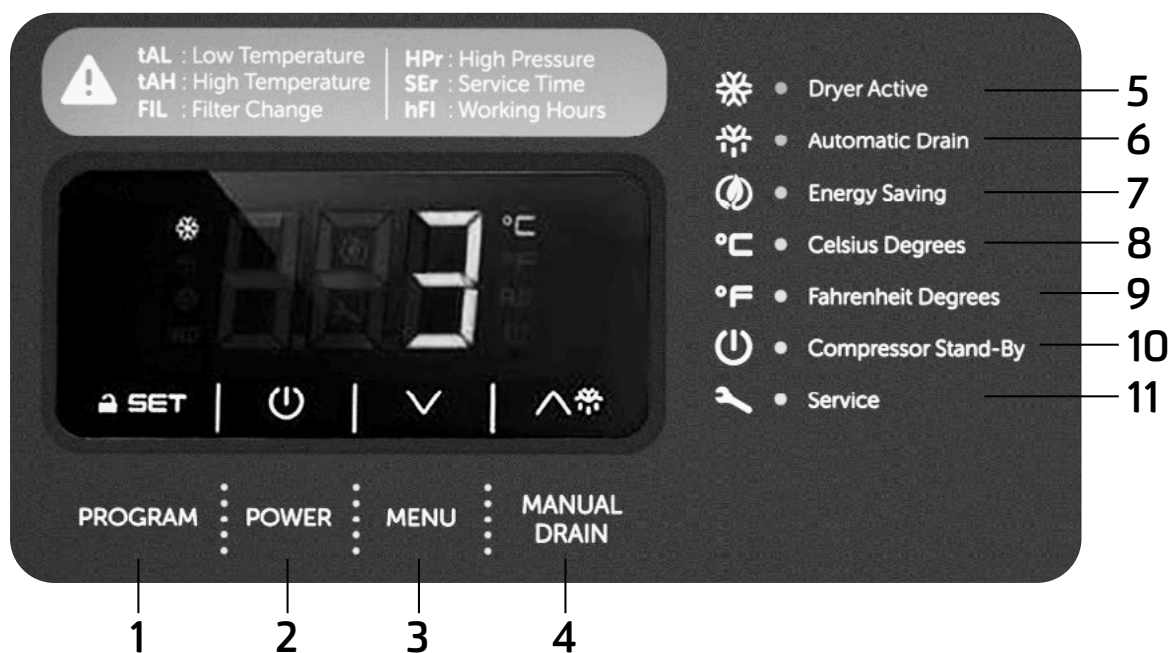 tAL : Low Temperature
tAH : High Temperature
FIL : Filter Change
HPr : High Pressure
SEr : Service Time
hFI : Working Hours
3 °C
SET
PROGRAM
POWER
MENU
MANUAL
DRAIN
1
2
3
4
Dryer Active 5
Automatic Drain 6
Energy Saving 7
°C Celsius Degrees 8
°F Fahrenheit Degrees 9
Compressor Stand-By 10
Service 11